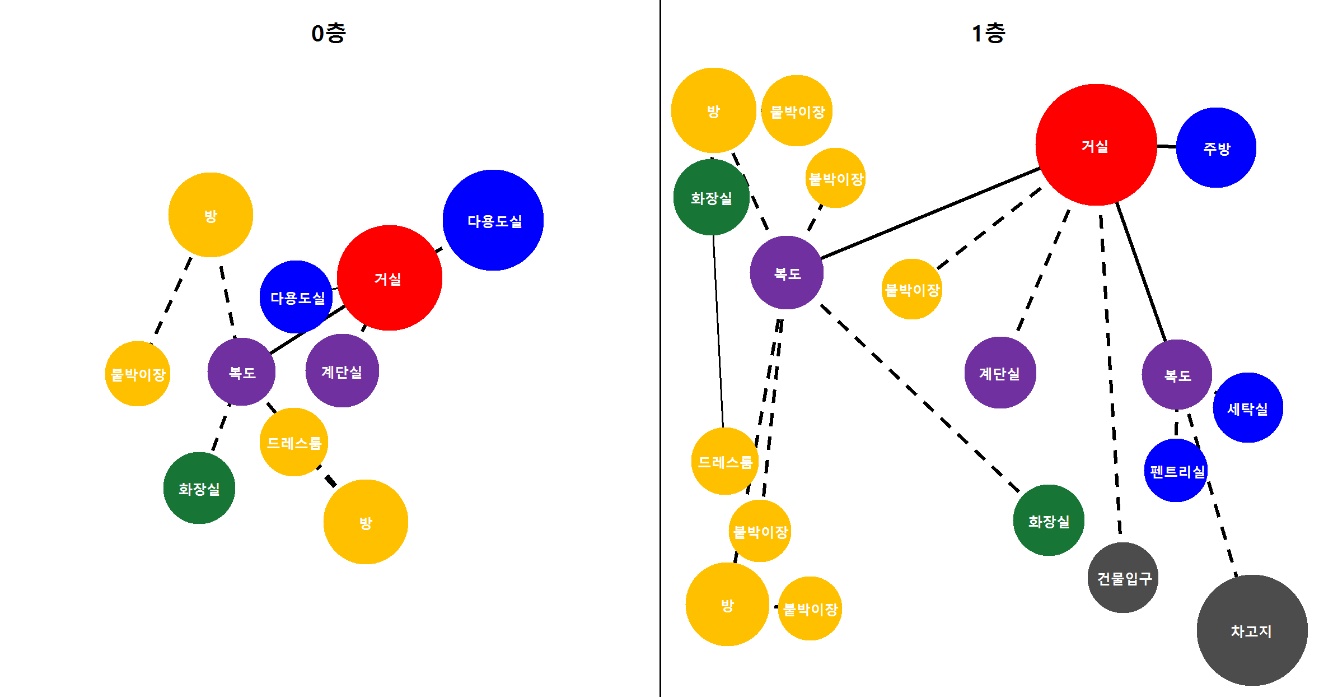 0층
방
다용도실
거실
다용도실
붙박이장
복도
계단실
드레스룸
화장실
방
1층
방
붙박이장
거실
주방
붙박이장
화장실
복도
붙박이장
계단실
복도
세탁실
드레스룸
펜트리실
화장실
붙박이장
건물입구
방
붙박이장
차고지